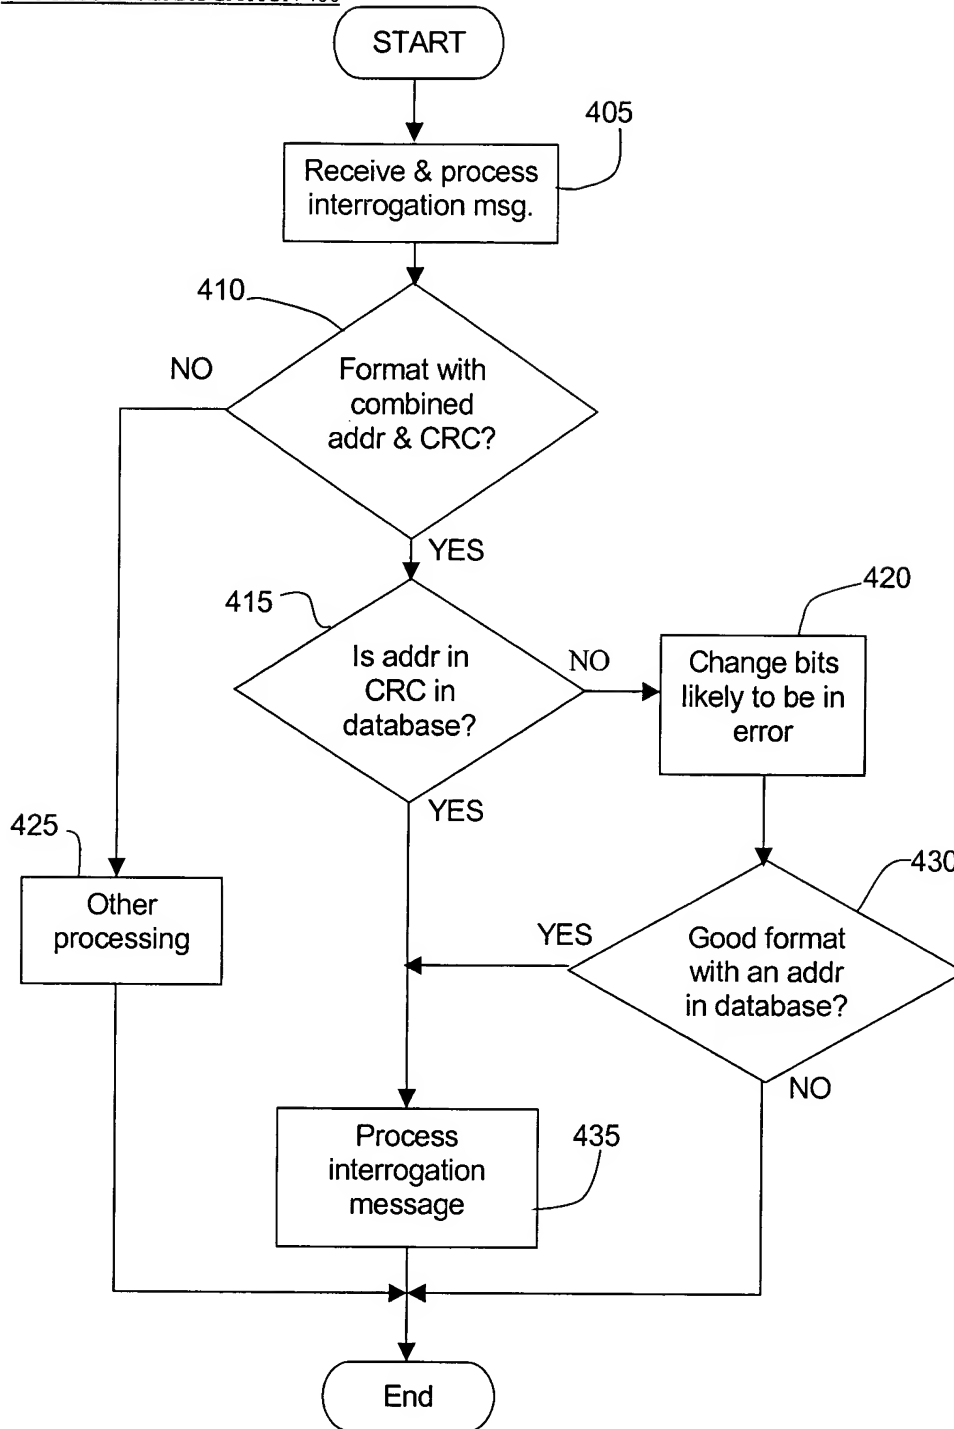 START
405
Receive & process
interrogation msg.
410
NO
Format with
combined
addr & CRC?
YES
415
420
Is addr in
CRC in
database?
NO
Change bits
likely to be in
error
YES
425
Other
processing
430
YES
Good format
with an addr
in database?
NO
Process
interrogation
message
435
End